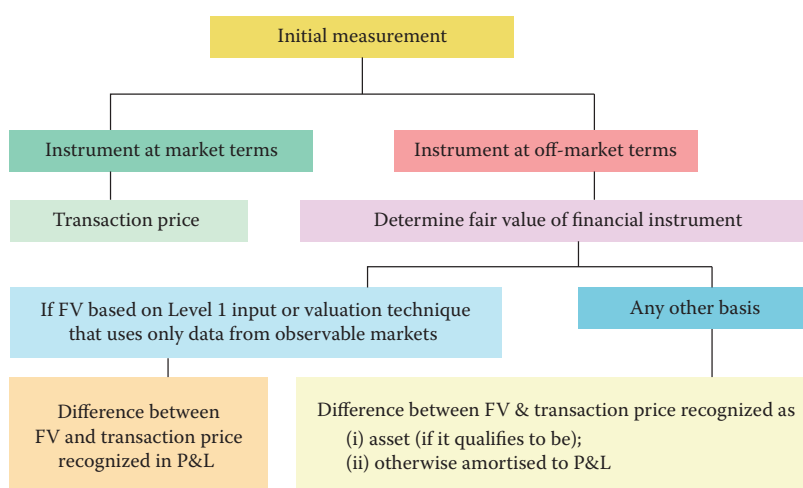 Initial measurement
Instrument at market terms
Instrument at off-market terms
Transaction price
Determine fair value of financial instrument
If FV based on Level 1 input or valuation technique
that uses only data from observable markets
Any other basis
Difference between
FV and transaction price
recognized in P&L
Difference between FV & transaction price recognized as
(i) asset (if it qualifies to be);
(ii) otherwise amortised to P&L